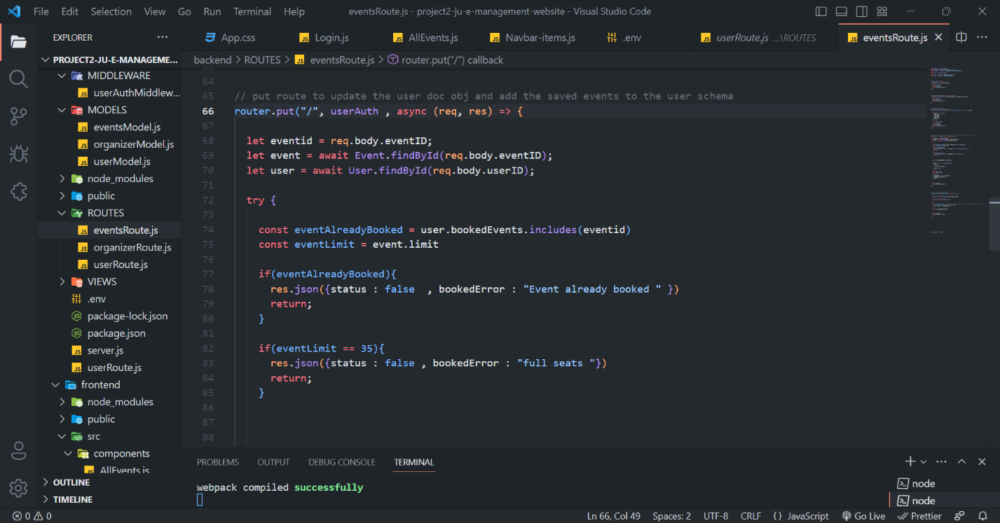 File Edit Selection View Go Run Terminal Help eventsRoute.js - project2-ju-e-management-website - Visual Studio Code
EXPLORER
App.css Login.js AllEvents.js Navbar-items.js .env userRoute.js ...\ROUTES eventsRoute.js
PROJECT2-JU-E-MANAGEME...
MIDDLEWARE
userAuthMiddlew...
MODELS
eventsModel.js
organizerModel.js
userModel.js
node_modules
public
ROUTES
eventsRoute.js
organizerRoute.js
userRoute.js
VIEWS
.env
package-lock.json
package.json
server.js
userRoute.js
frontend
node_modules
public
src
components
AllEvents.js
OUTLINE
TIMELINE
backend > ROUTES > eventsRoute.js > router.put("/") callback
64
65 // put route to update the user doc obj and add the saved events to the user schema
66 router.put("/", userAuth , async (req, res) => {
67
68 let eventid = req.body.eventID;
69 let event = await Event.findById(req.body.eventID);
70 let user = await User.findById(req.body.userID);
71
72 try {
73
74 const eventAlreadyBooked = user.bookedEvents.includes(eventid)
75 const eventLimit = event.limit
76
77 if(eventAlreadyBooked){
78 res.json({status : false , bookedError : "Event already booked " })
79 return;
80 }
81
82 if(eventLimit == 35){
83 res.json({status : false , bookedError : "full seats "})
84 return;
85 }
86
87
88
PROBLEMS OUTPUT DEBUG CONSOLE TERMINAL
webpack compiled successfully
node
node
0 0 Ln 66, Col 49 Spaces: 2 UTF-8 CRLF {} JavaScript Go Live Prettier